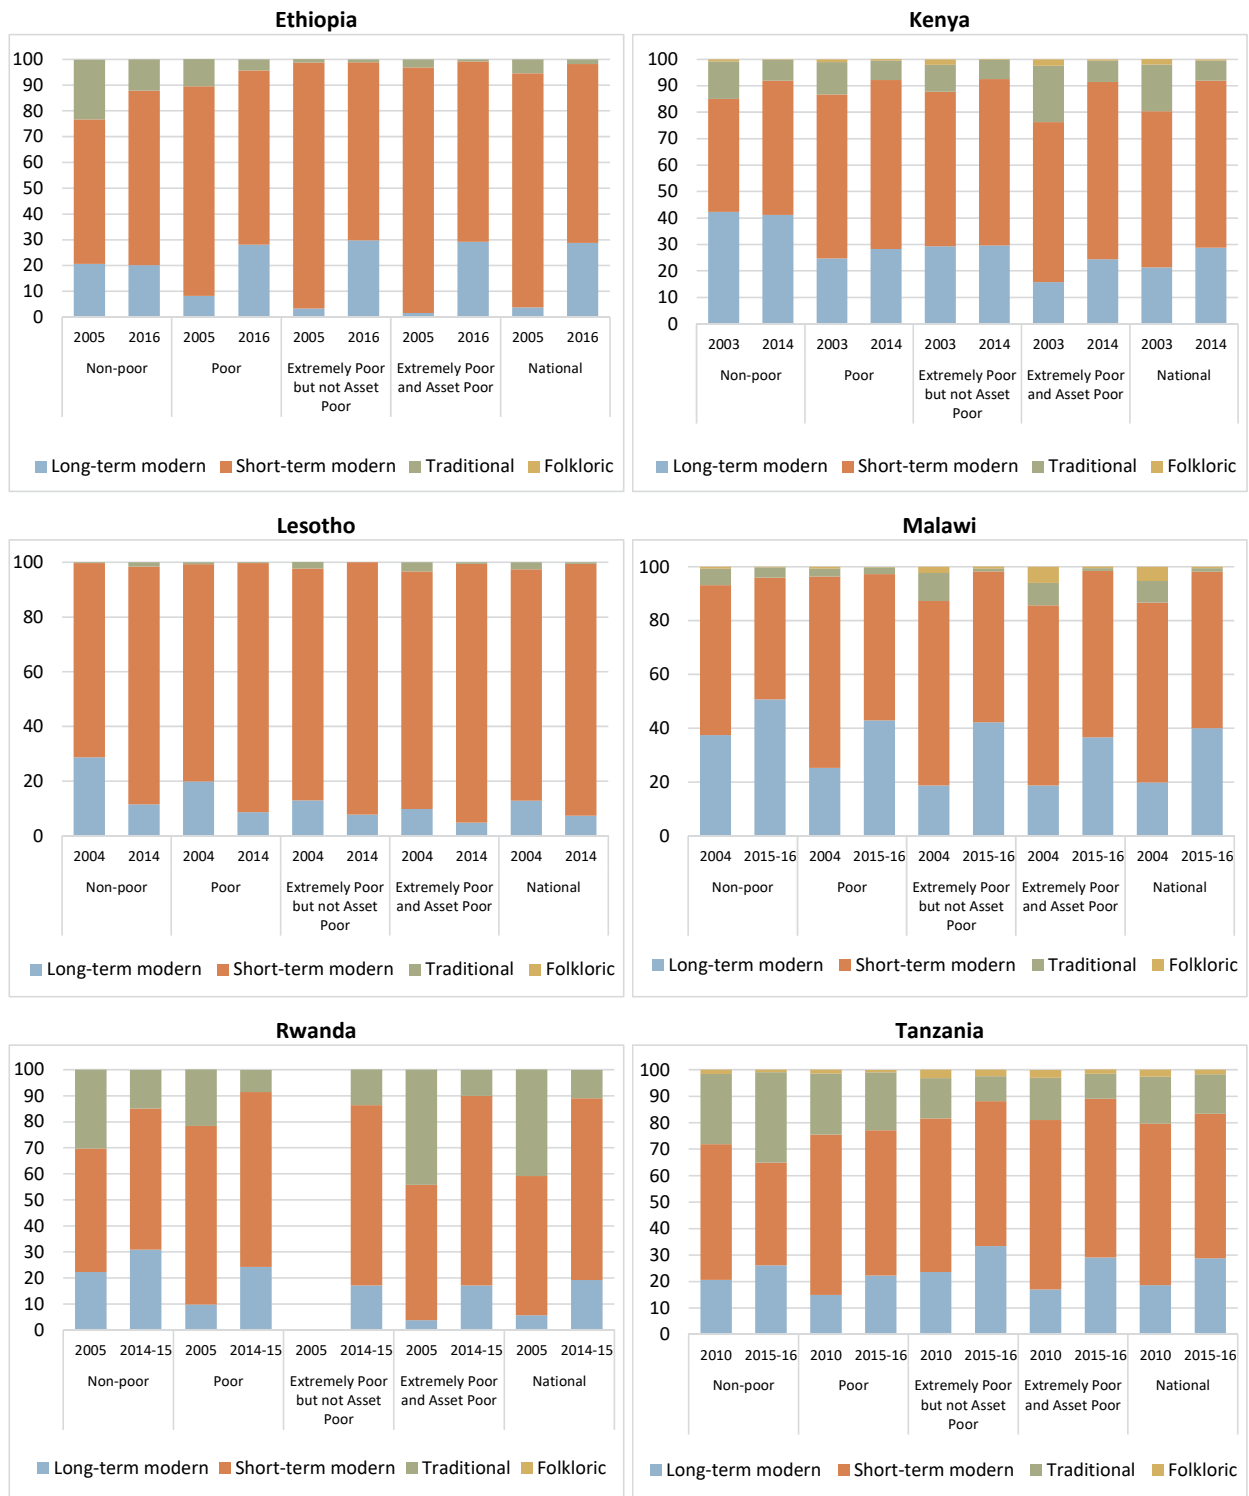 Ethiopia
100
90
80
70
60
50
40
30
20
10
0
2005 2016 2005 2016 2005 2016 2005 2016 2005 2016
Non-poor Poor Extremely Poor but not Asset Poor Extremely Poor and Asset Poor National
Long-term modern Short-term modern Traditional Folkloric
Kenya
100
90
80
70
60
50
40
30
20
10
0
2003 2014 2003 2014 2003 2014 2003 2014 2003 2014
Non-poor Poor Extremely Poor but not Asset Poor Extremely Poor and Asset Poor National
Long-term modern Short-term modern Traditional Folkloric
Lesotho
100
80
60
40
20
0
2004 2014 2004 2014 2004 2014 2004 2014 2004 2014
Non-poor Poor Extremely Poor but not Asset Poor Extremely Poor and Asset Poor National
Long-term modern Short-term modern Traditional Folkloric
Malawi
100
80
60
40
20
0
2004 2015-16 2004 2015-16 2004 2015-16 2004 2015-16 2004 2015-16
Non-poor Poor Extremely Poor but not Asset Poor Extremely Poor and Asset Poor National
Long-term modern Short-term modern Traditional Folkloric
Rwanda
100
90
80
70
60
50
40
30
20
10
0
2005 2014-15 2005 2014-15 2005 2014-15 2005 2014-15 2005 2014-15
Non-poor Poor Extremely Poor but not Asset Poor Extremely Poor and Asset Poor National
Long-term modern Short-term modern Traditional Folkloric
Tanzania
100
90
80
70
60
50
40
30
20
10
0
2010 2015-16 2010 2015-16 2010 2015-16 2010 2015-16 2010 2015-16
Non-poor Poor Extremely Poor but not Asset Poor Extremely Poor and Asset Poor National
Long-term modern Short-term modern Traditional Folkloric